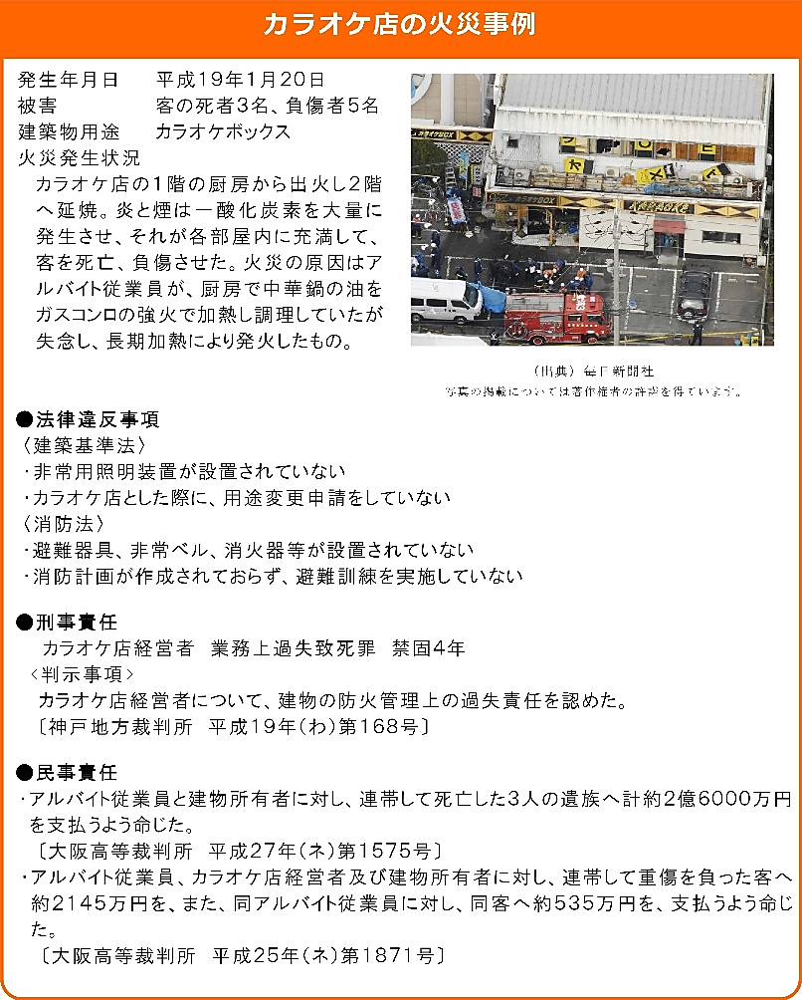 カラオケ店の火災事例
発生年月日　平成19年1月20日
被害　客の死者3名、負傷者5名
建築物用途　カラオケボックス
火災発生状況
カラオケ店の1階の厨房から出火し2階
へ延焼。炎と煙は一酸化炭素を大量に
発生させ、それが各部屋内に充満して、
客を死亡、負傷させた。火災の原因はア
ルバイト従業員が、厨房で中華鍋の油を
ガスコンロの強火で加熱し調理していたが
失念し、長期加熱により発火したもの。
カラオケBOX
カラオケBOX
KARAOKE
（出典）毎日新聞社
写真の掲載については著作権者の許諾を得ています。
●法律違反事項
〈建築基準法〉
・非常用照明装置が設置されていない
・カラオケ店とした際に、用途変更申請をしていない
〈消防法〉
・避難器具、非常ベル、消火器等が設置されていない
・消防計画が作成されておらず、避難訓練を実施していない
●刑事責任
カラオケ店経営者　業務上過失致死罪　禁固4年
<判示事項>
カラオケ店経営者について、建物の防火管理上の過失責任を認めた。
〔神戸地方裁判所　平成19年(わ)第168号〕
●民事責任
・アルバイト従業員と建物所有者に対し、連帯して死亡した3人の遺族へ計約2億6000万円
を支払うよう命じた。
〔大阪高等裁判所　平成27年(ネ)第1575号〕
・アルバイト従業員、カラオケ店経営者及び建物所有者に対し、連帯して重傷を負った客へ
約2145万円を、また、同アルバイト従業員に対し、同客へ約535万円を、支払うよう命じ
た。
〔大阪高等裁判所　平成25年(ネ)第1871号〕